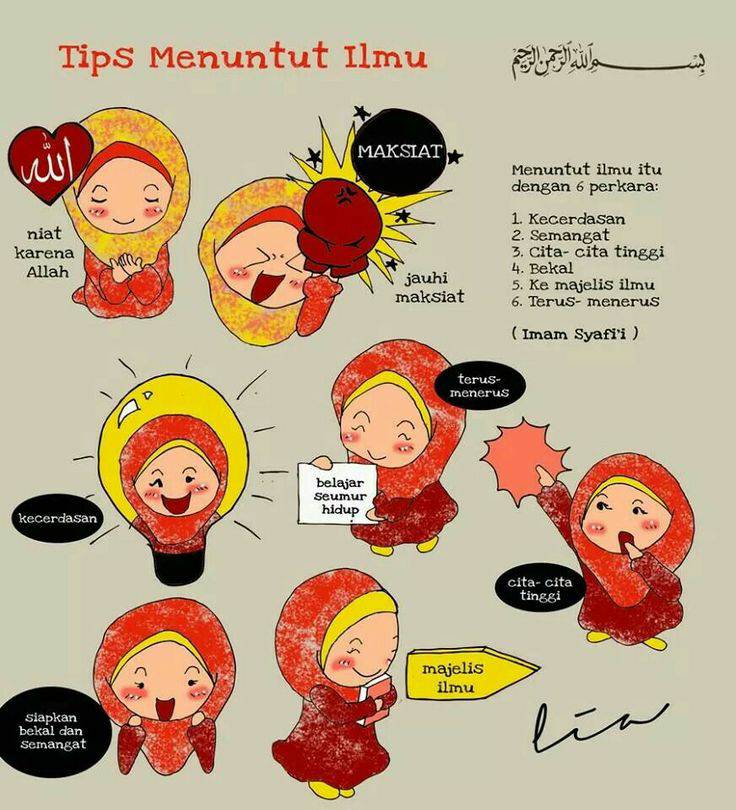 Tips Menuntut Ilmu
بسم الله الرحمن الرحيم
الله
niat
karena
Allah
MAKSIAT
jauhi
maksiat
Menuntut ilmu itu
dengan 6 perkara:
1. Kecerdasan
2. Semangat
3. Cita- cita tinggi
4. Bekal
5. Ke majelis ilmu
6. Terus- menerus
( Imam Syafi'i )
kecerdasan
terus-
menerus
belajar
seumur
hidup
cita- cita
tinggi
siapkan
bekal dan
semangat
majelis
ilmu
lia